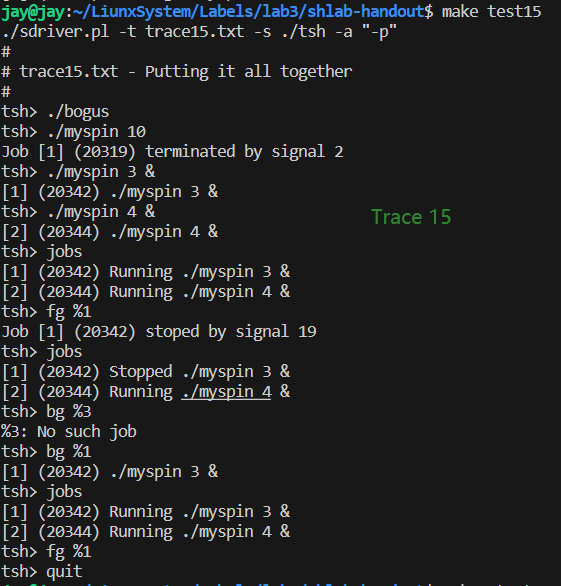 jay@jay:~/LiunxSystem/Labels/lab3/shlab-handout$ make test15
./sdriver.pl -t trace15.txt -s ./tsh -a "-p"
#
# trace15.txt - Putting it all together
#
tsh> ./bogus
tsh> ./myspin 10
Job [1] (20319) terminated by signal 2
tsh> ./myspin 3 &
[1] (20342) ./myspin 3 &
tsh> ./myspin 4 &
[2] (20344) ./myspin 4 &
Trace 15
tsh> jobs
[1] (20342) Running ./myspin 3 &
[2] (20344) Running ./myspin 4 &
tsh> fg %1
Job [1] (20342) stoped by signal 19
tsh> jobs
[1] (20342) Stopped ./myspin 3 &
[2] (20344) Running ./myspin 4 &
tsh> bg %3
%3: No such job
tsh> bg %1
[1] (20342) ./myspin 3 &
tsh> jobs
[1] (20342) Running ./myspin 3 &
[2] (20344) Running ./myspin 4 &
tsh> fg %1
tsh> quit